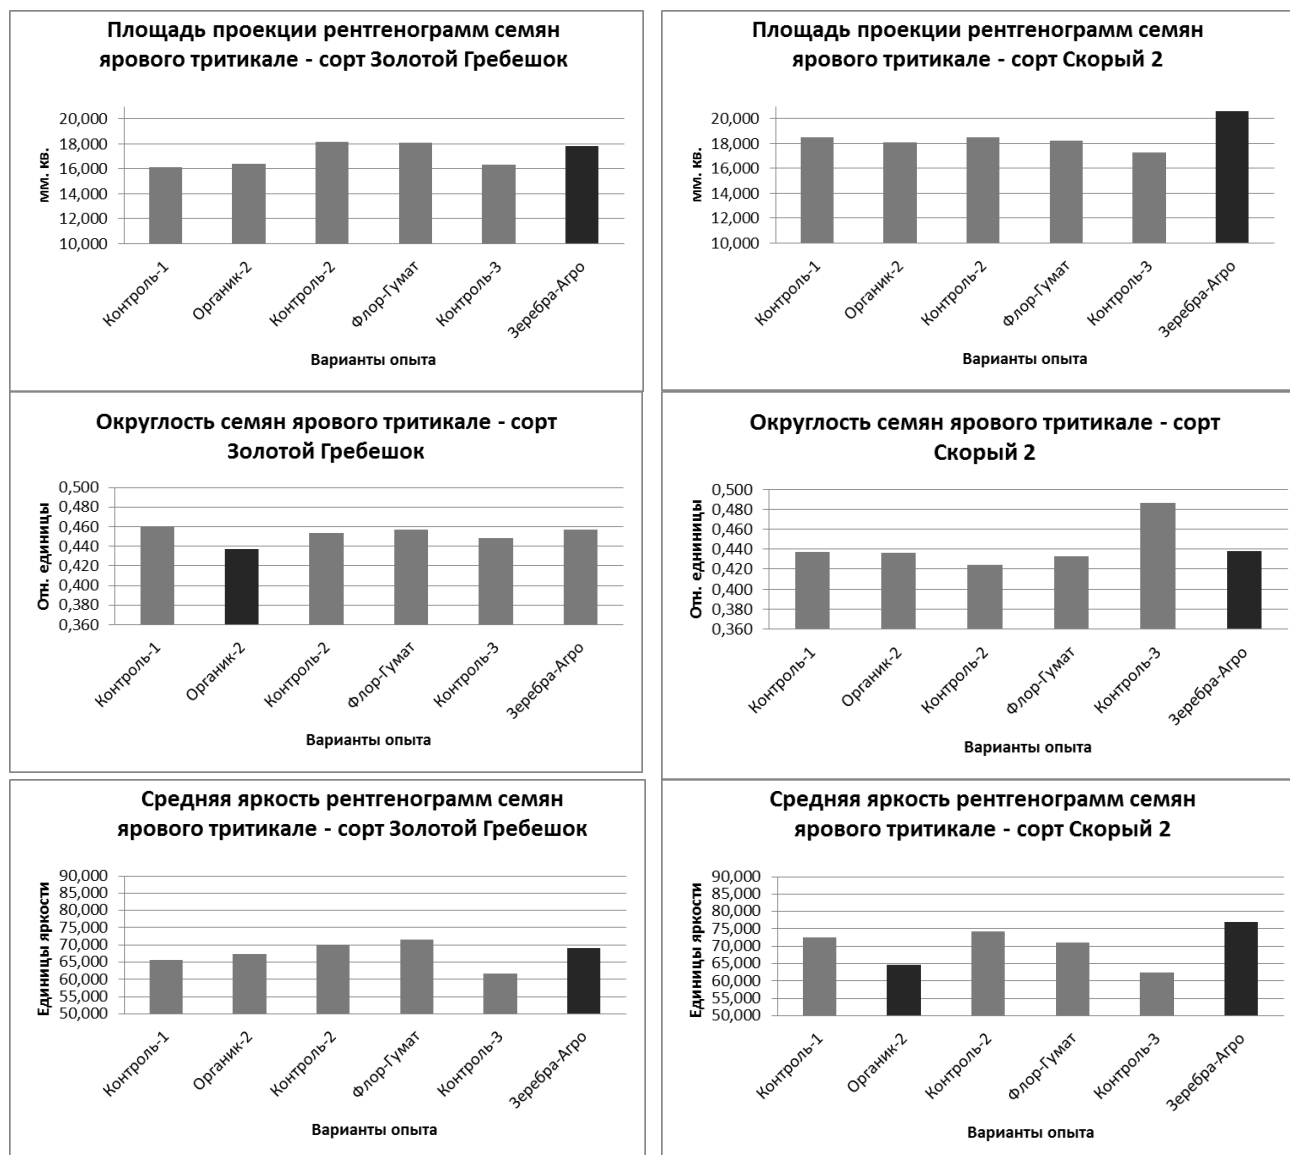 Площадь проекции рентгенограмм семян
ярового тритикале - сорт Золотой Гребешок
мм. кв.
20,000
18,000
16,000
14,000
12,000
10,000
Контроль-1
Органик-2
Контроль-2
Флор-Гумат
Контроль-3
Зеребра-Агро
Варианты опыта
Площадь проекции рентгенограмм семян
ярового тритикале - сорт Скорый 2
мм. кв.
20,000
18,000
16,000
14,000
12,000
10,000
Контроль-1
Органик-2
Контроль-2
Флор-Гумат
Контроль-3
Зеребра-Агро
Варианты опыта
Округлость семян ярового тритикале - сорт
Золотой Гребешок
Отн. единицы
0,500
0,480
0,460
0,440
0,420
0,400
0,380
0,360
Контроль-1
Органик-2
Контроль-2
Флор-Гумат
Контроль-3
Зеребра-Агро
Варианты опыта
Округлость семян ярового тритикале - сорт
Скорый 2
Отн. едниницы
0,500
0,480
0,460
0,440
0,420
0,400
0,380
0,360
Контроль-1
Органик-2
Контроль-2
Флор-Гумат
Контроль-3
Зеребра-Агро
Варианты опыта
Средняя яркость рентгенограмм семян
ярового тритикале - сорт Золотой Гребешок
Единицы яркости
90,000
85,000
80,000
75,000
70,000
65,000
60,000
55,000
50,000
Контроль-1
Органик-2
Контроль-2
Флор-Гумат
Контроль-3
Зеребра-Агро
Варианты опыта
Средняя яркость рентгенограмм семян
ярового тритикале - сорт Скорый 2
Единицы яркости
90,000
85,000
80,000
75,000
70,000
65,000
60,000
55,000
50,000
Контроль-1
Органик-2
Контроль-2
Флор-Гумат
Контроль-3
Зеребра-Агро
Варианты опыта